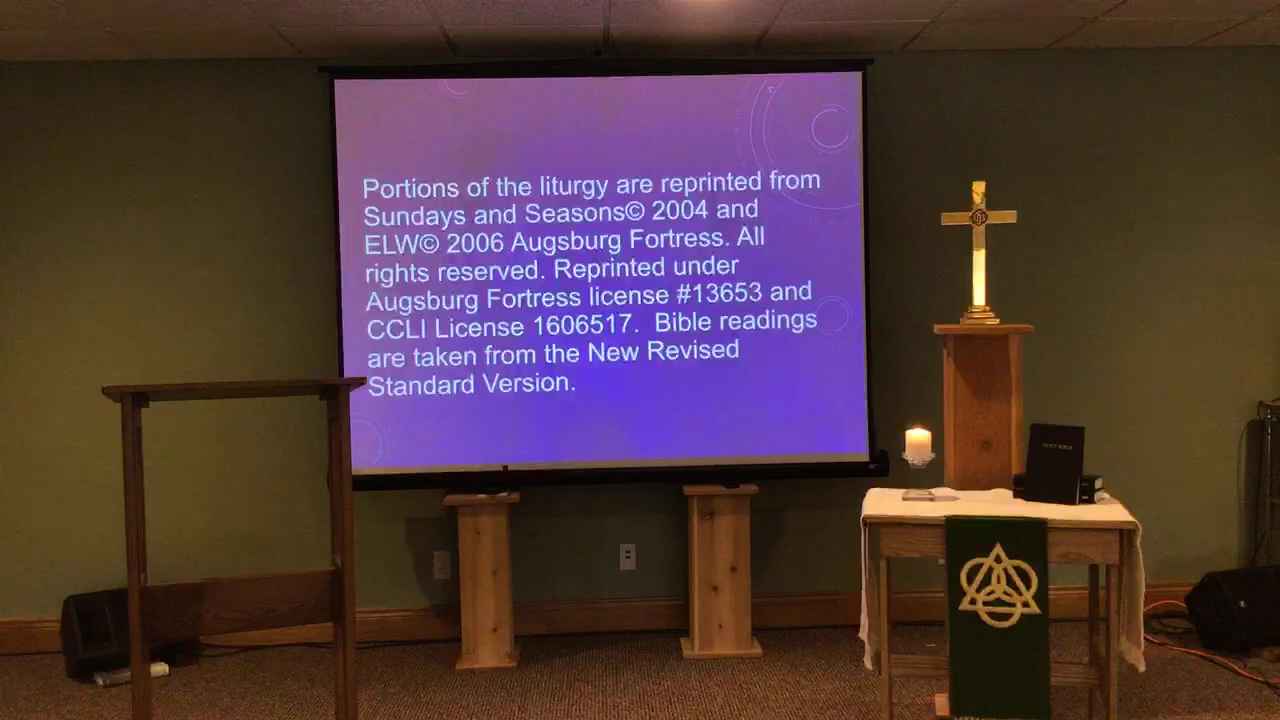 Portions of the liturgy are reprinted from
Sundays and Seasons© 2004 and
ELW© 2006 Augsburg Fortress. All
rights reserved. Reprinted under
Augsburg Fortress license #13653 and
CCLI License 1606517. Bible readings
are taken from the New Revised
Standard Version.
HOLY BIBLE